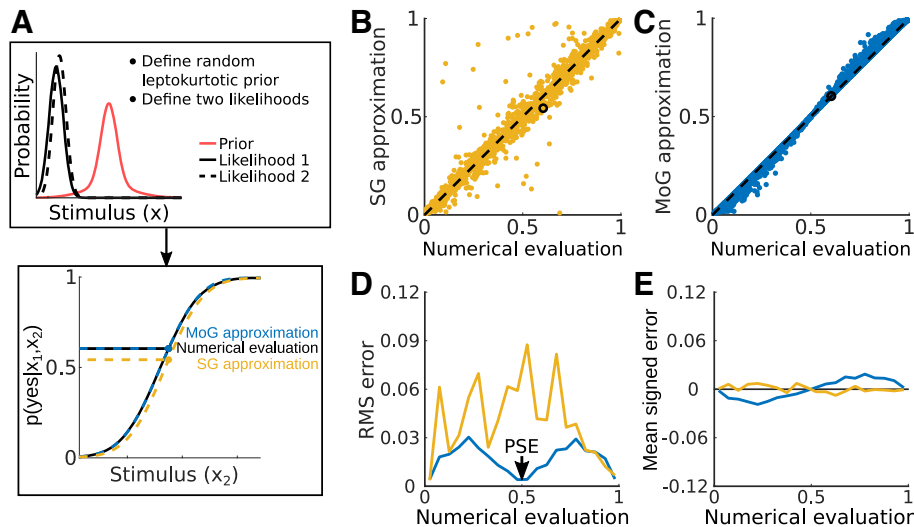 A
Probability
Stimulus (x)
● Define random
leptokurtotic prior
● Define two likelihoods
Prior
Likelihood 1
Likelihood 2
p(yes|x₁,x₂)
1
0.5
0
MoG approximation
Numerical evaluation
SG approximation
Stimulus (x₂)
B
SG approximation
1
0.5
0
0.5
1
Numerical evaluation
C
MoG approximation
1
0.5
0
0.5
1
Numerical evaluation
D
RMS error
0.12
0.09
0.06
0.03
0
PSE
0
0.5
1
Numerical evaluation
E
Mean signed error
0.12
0.06
0
-0.06
-0.12
0
0.5
1
Numerical evaluation